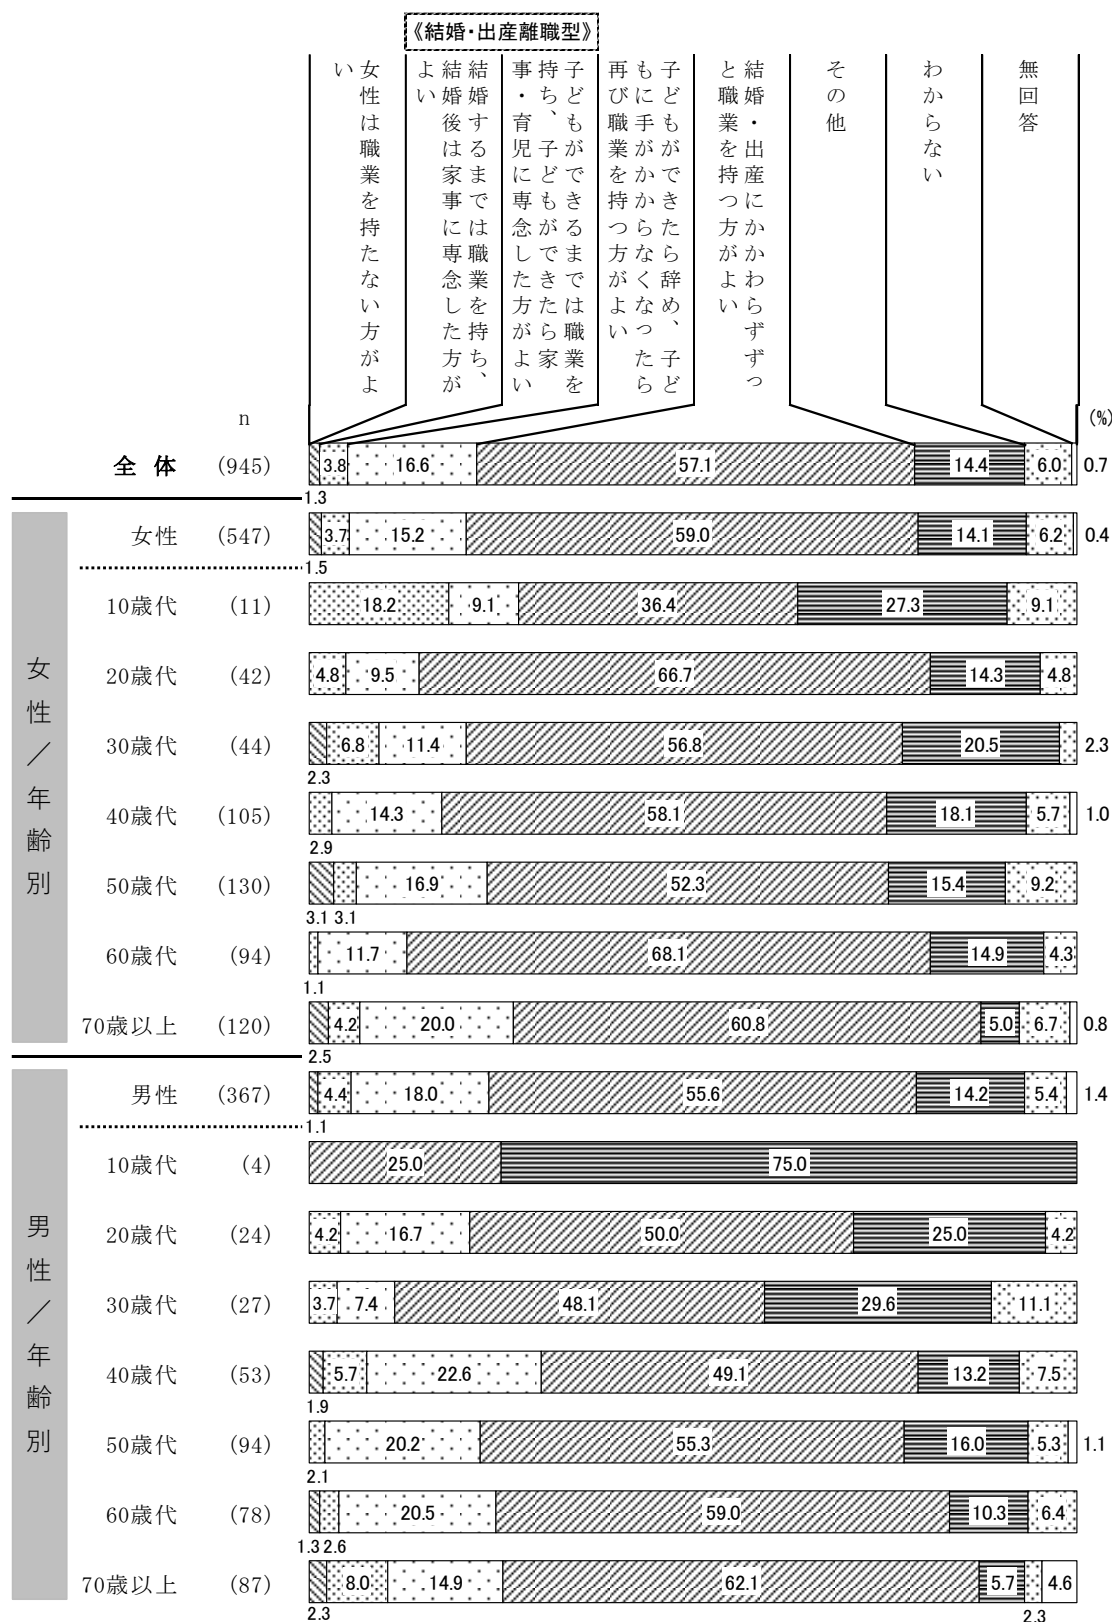 《結婚・出産離職型》
女性は職業を持たない方がよ
い
結婚するまでは職業を持ち、
結婚後は家事に専念した方が
よい
子どもができるまでは職業を
持ち、子どもができたら家
事・育児に専念した方がよい
子どもができたら辞め、子ど
もに手がかからなくなったら
再び職業を持つ方がよい
結婚・出産にかかわらずずっ
と職業を持つ方がよい
その他
わからない
無回答
n (%)
全体 (945) 3.8 16.6 57.1 14.4 6.0 0.7
1.3
女性/年齢別
女性 (547) 3.7 15.2 59.0 14.1 6.2 0.4
1.5
10歳代 (11) 18.2 9.1 36.4 27.3 9.1
20歳代 (42) 4.8 9.5 66.7 14.3 4.8
30歳代 (44) 6.8 11.4 56.8 20.5 2.3
2.3
40歳代 (105) 14.3 58.1 18.1 5.7 1.0
2.9
50歳代 (130) 16.9 52.3 15.4 9.2
3.1 3.1
60歳代 (94) 11.7 68.1 14.9 4.3
1.1
70歳以上 (120) 4.2 20.0 60.8 5.0 6.7 0.8
2.5
男性/年齢別
男性 (367) 4.4 18.0 55.6 14.2 5.4 1.4
1.1
10歳代 (4) 25.0 75.0
20歳代 (24) 4.2 16.7 50.0 25.0 4.2
30歳代 (27) 3.7 7.4 48.1 29.6 11.1
40歳代 (53) 5.7 22.6 49.1 13.2 7.5
1.9
50歳代 (94) 20.2 55.3 16.0 5.3 1.1
2.1
60歳代 (78) 20.5 59.0 10.3 6.4
1.3 2.6
70歳以上 (87) 8.0 14.9 62.1 5.7 4.6
2.3 2.3